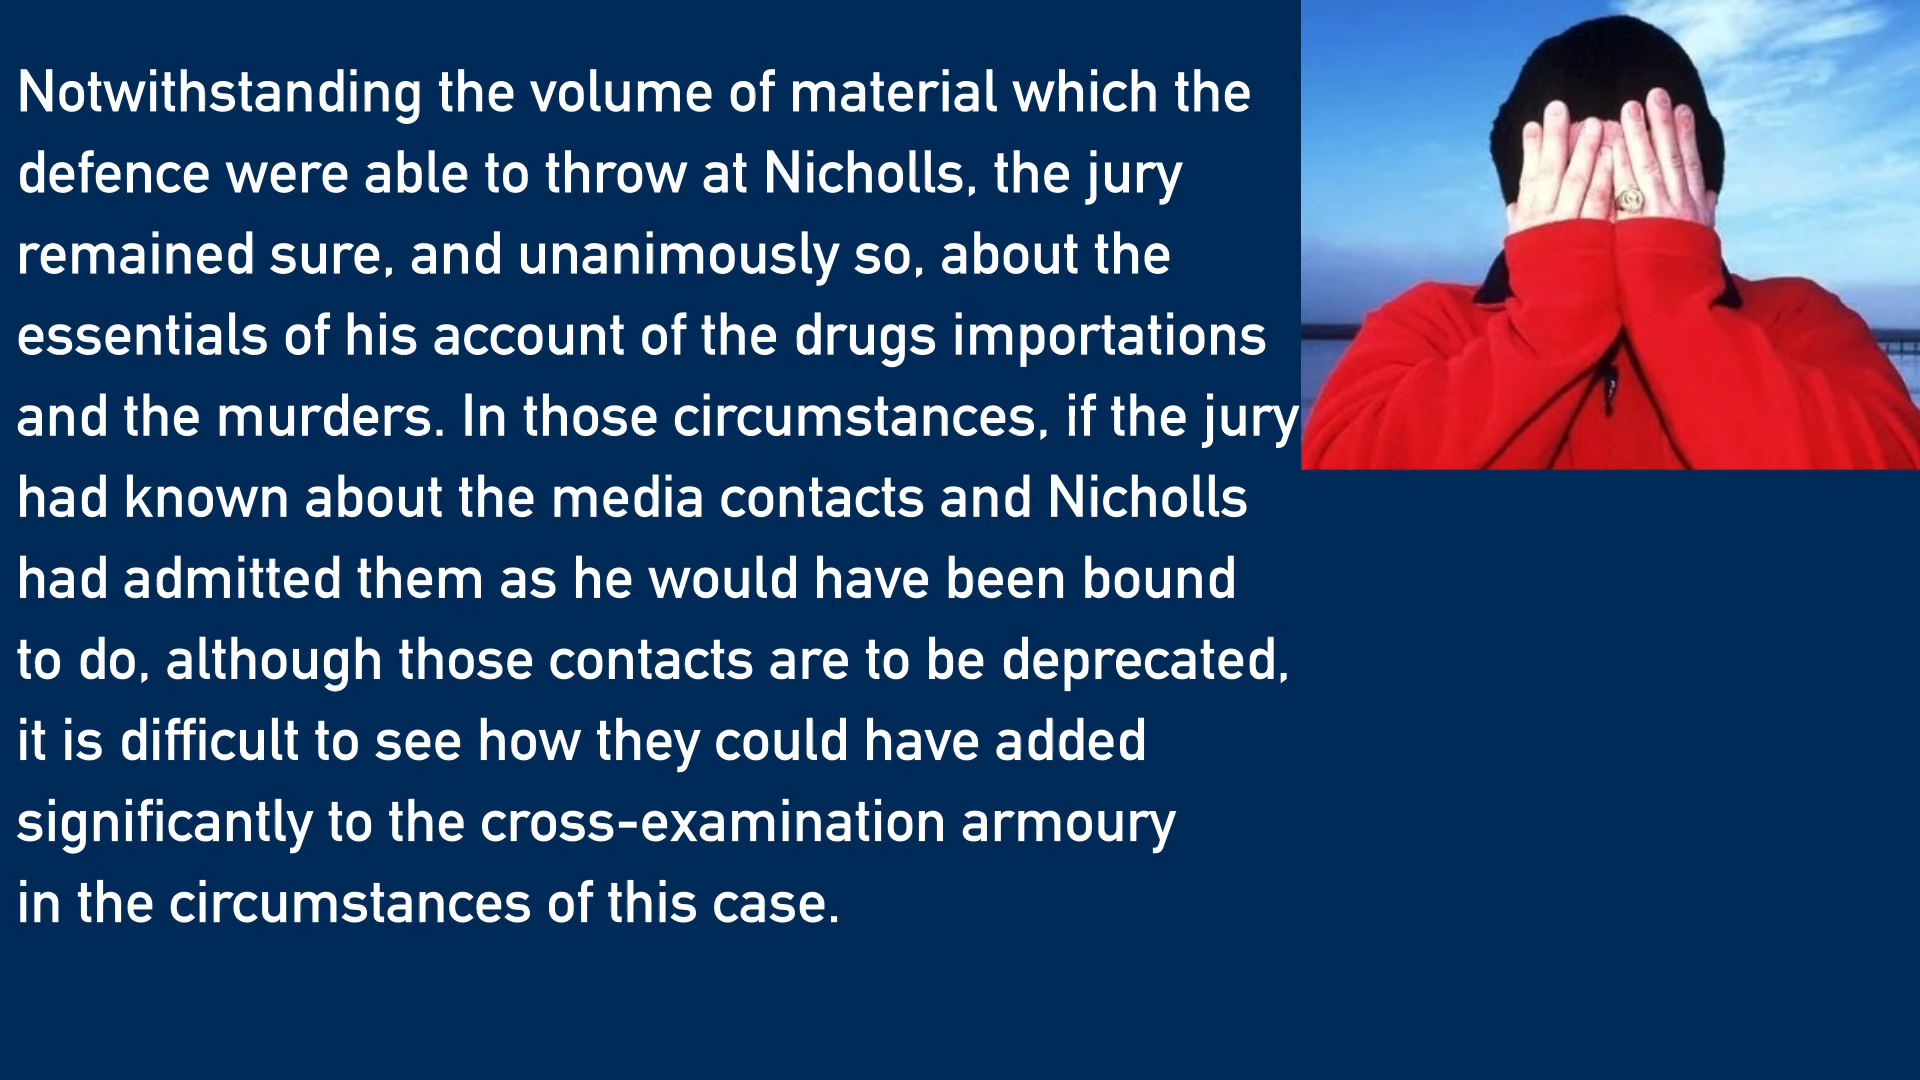 Notwithstanding the volume of material which the
defence were able to throw at Nicholls, the jury
remained sure, and unanimously so, about the
essentials of his account of the drugs importations
and the murders. In those circumstances, if the jury
had known about the media contacts and Nicholls
had admitted them as he would have been bound
to do, although those contacts are to be deprecated,
it is difficult to see how they could have added
significantly to the cross-examination armoury
in the circumstances of this case.